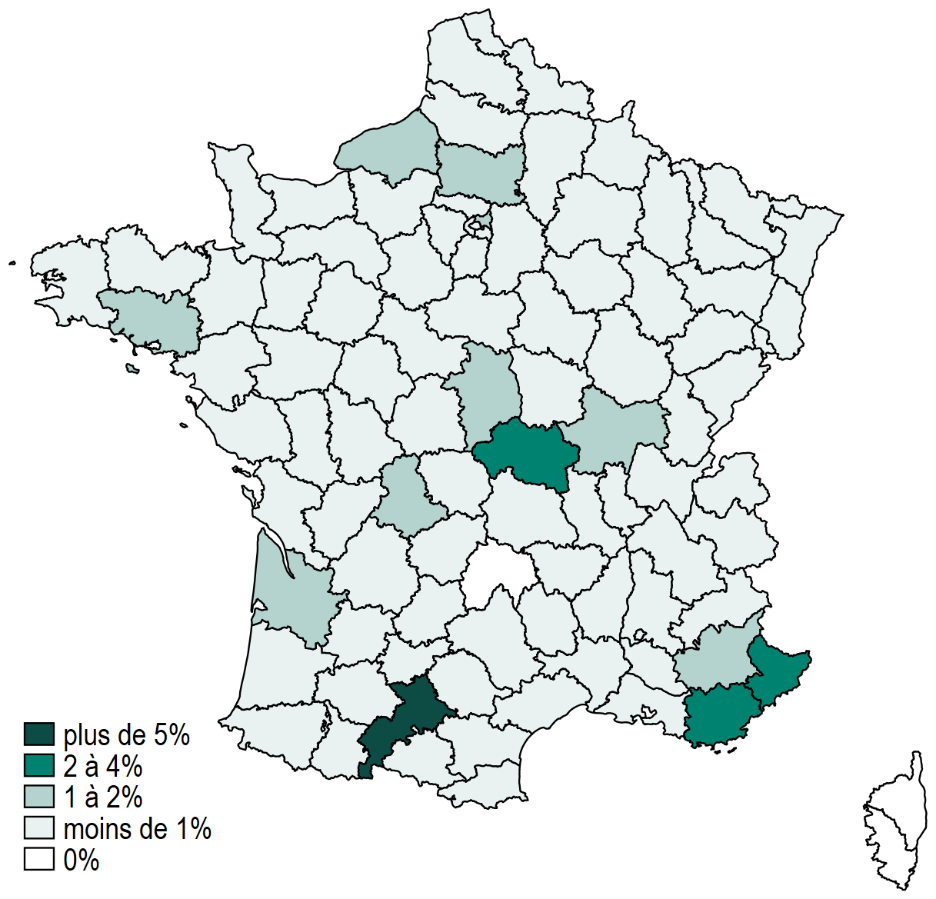 plus de 5%
2 à 4%
1 à 2%
moins de 1%
0%